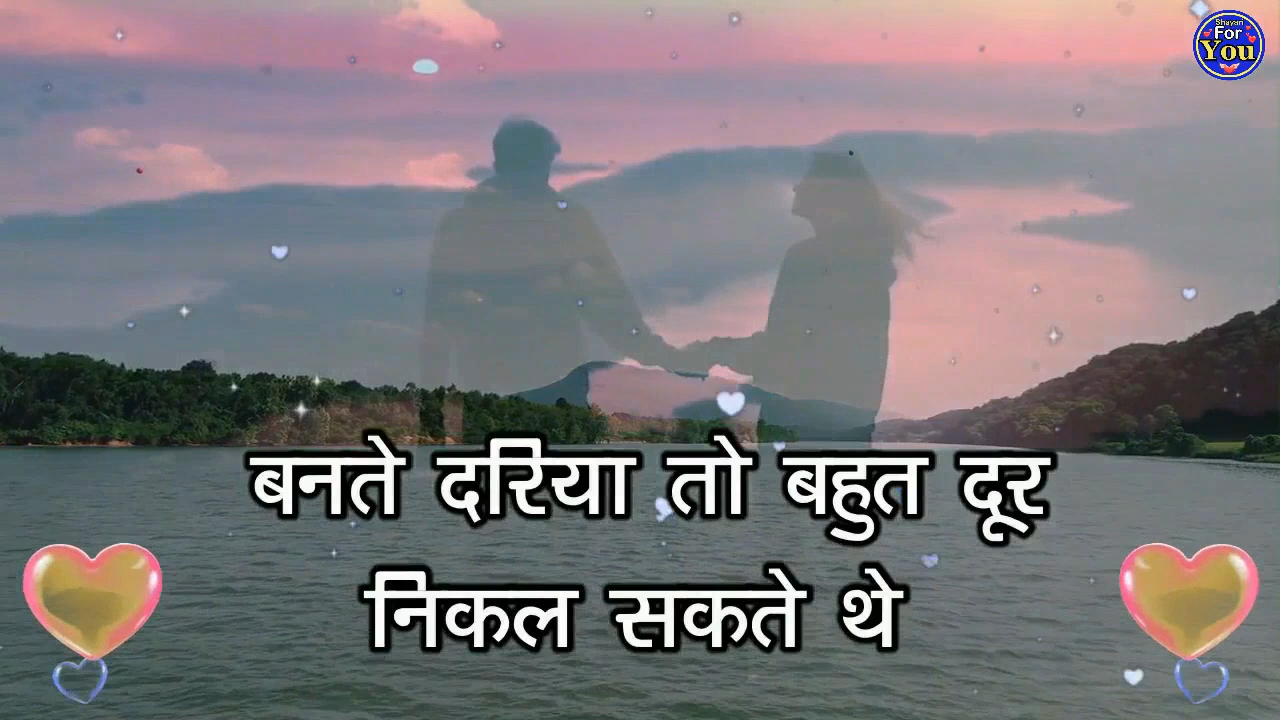 Shayari
For
You
बनते दरिया तो बहुत दूर
निकल सकते थे